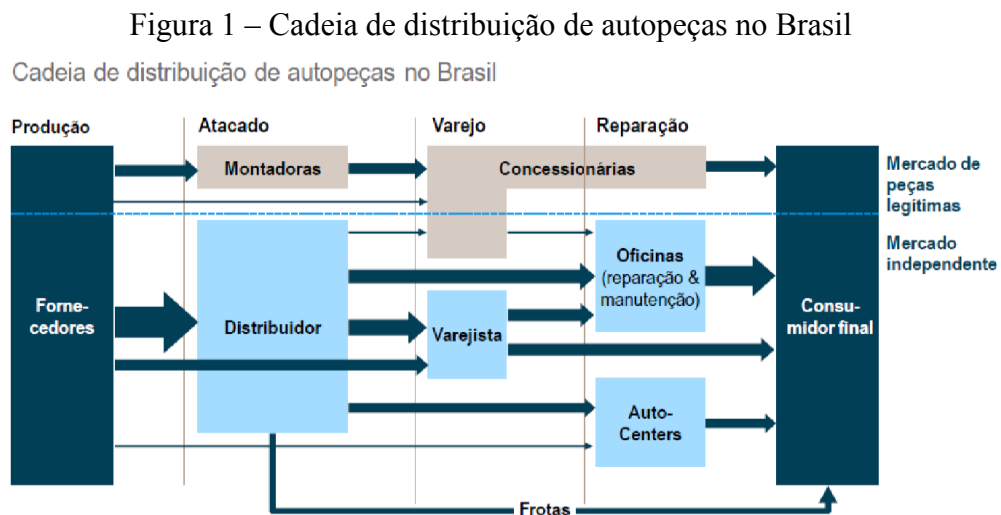 Figura 1 – Cadeia de distribuição de autopeças no Brasil
Cadeia de distribuição de autopeças no Brasil
Produção
Atacado
Varejo
Reparação
Montadoras
Concessionárias
Mercado de
peças
legitimas
Mercado
independente
Forne-
cedores
Distribuidor
Varejista
Oficinas
(reparação &
manutenção)
Auto-
Centers
Consu-
midor final
Frotas